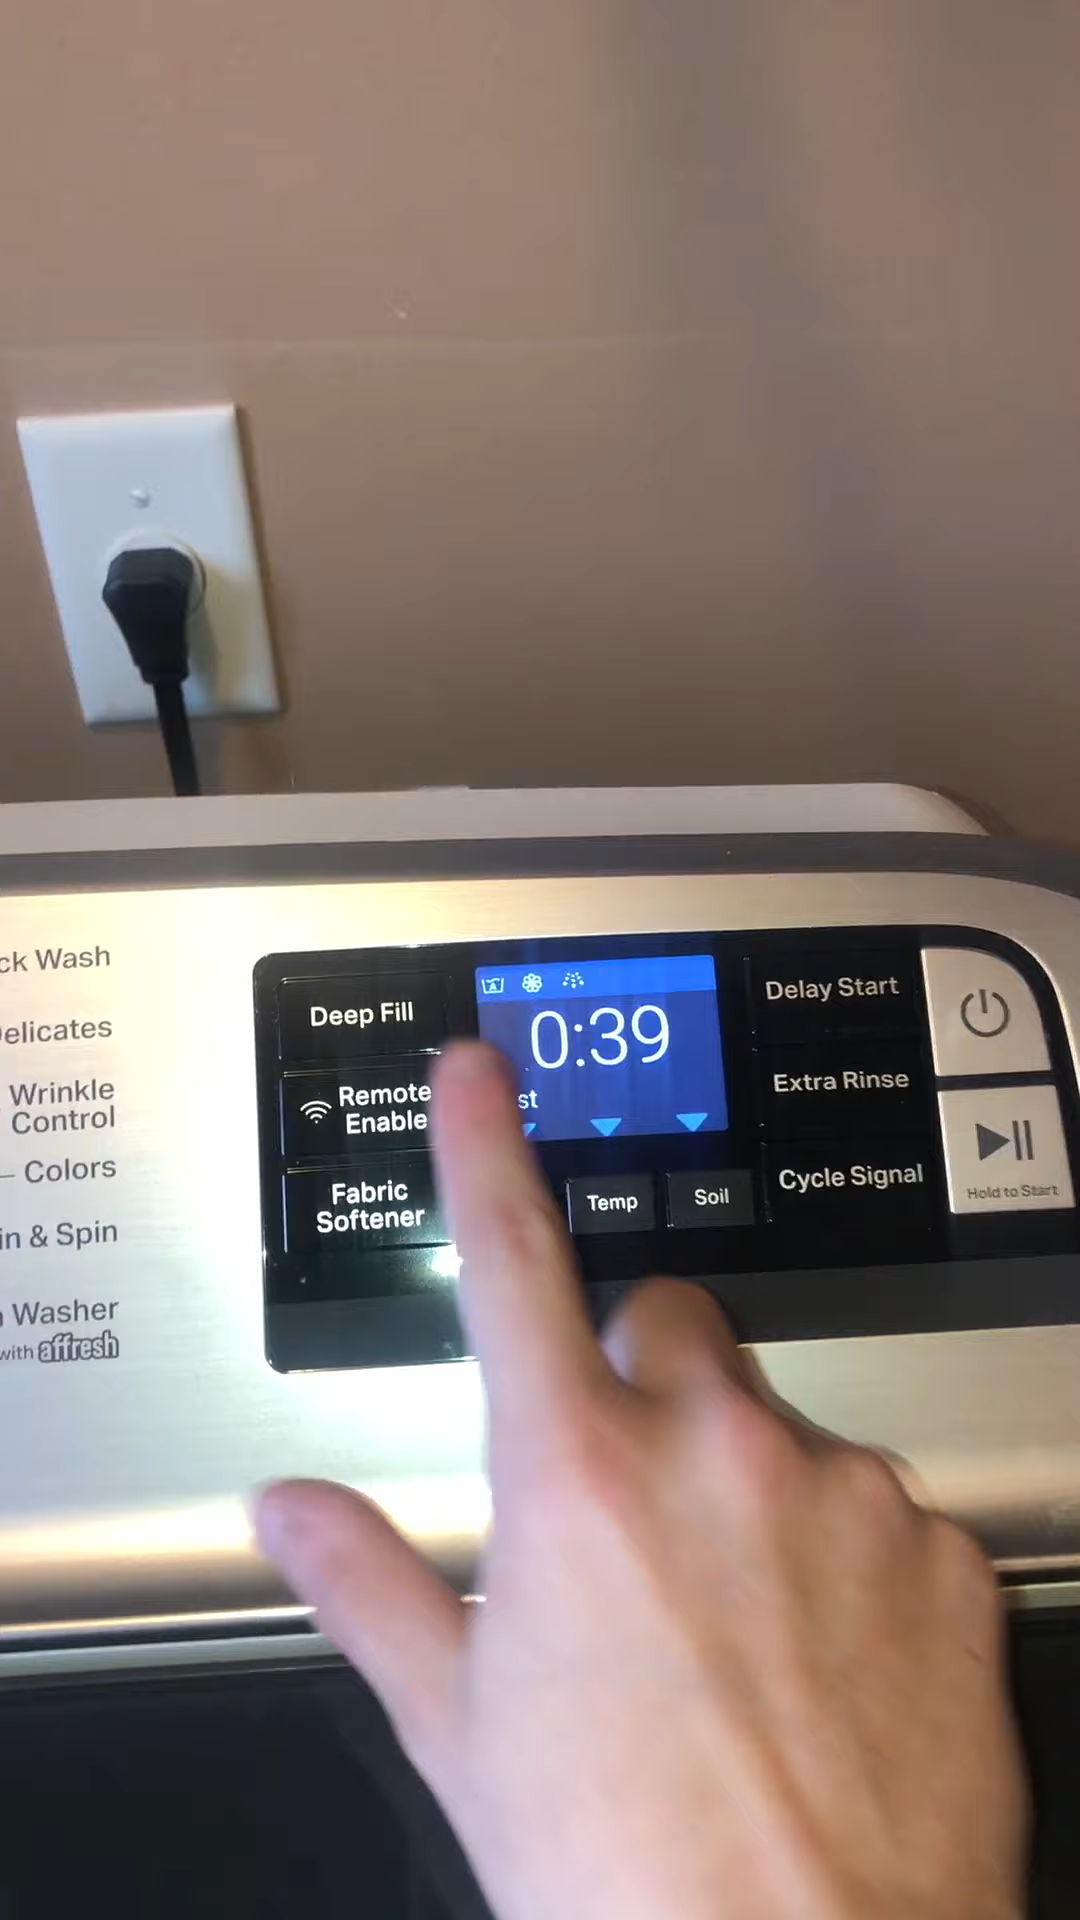 ck Wash
elicates
Wrinkle
Control
Colors
in & Spin
Washer
with affresh
Deep Fill
Remote
Enable
Fabric
Softener
0:39
st
Temp
Soil
Delay Start
Extra Rinse
Cycle Signal
Hold to Start